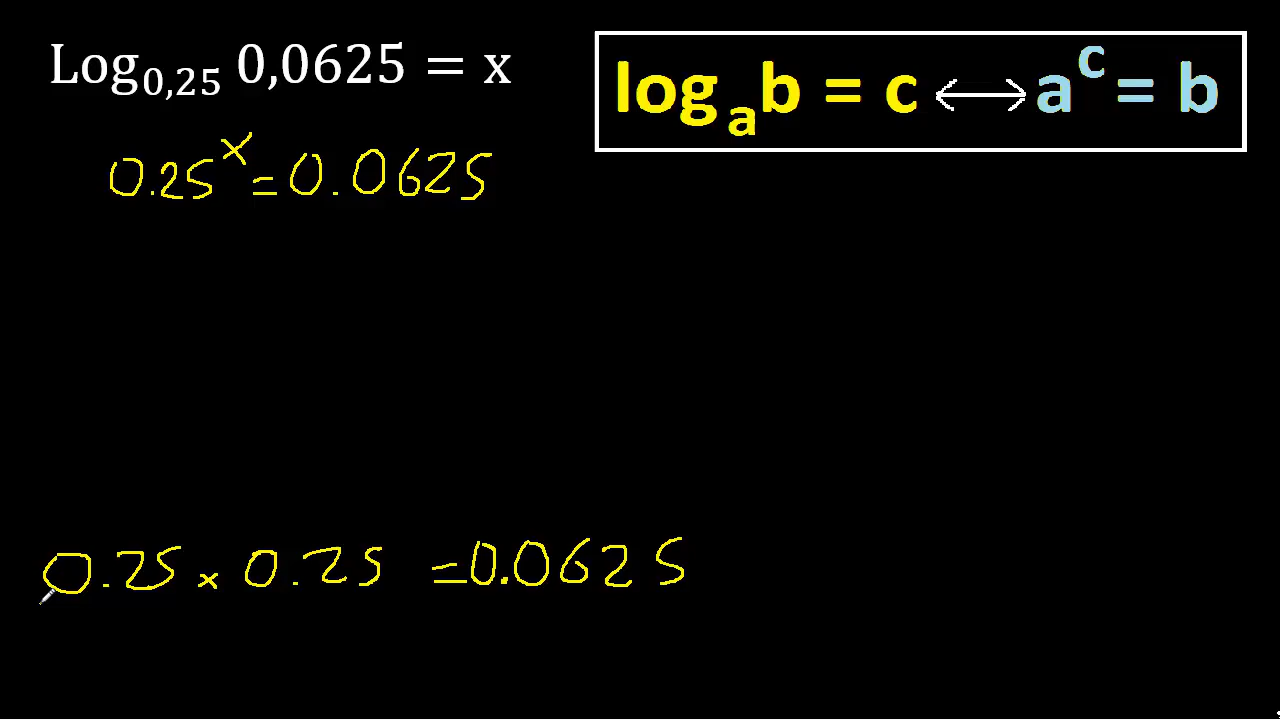 Log₀,₂₅ 0,0625 = x
logₐb = c ⟷ aᶜ = b
0.25ˣ = 0.0625
0.25 × 0.25 = 0.0625